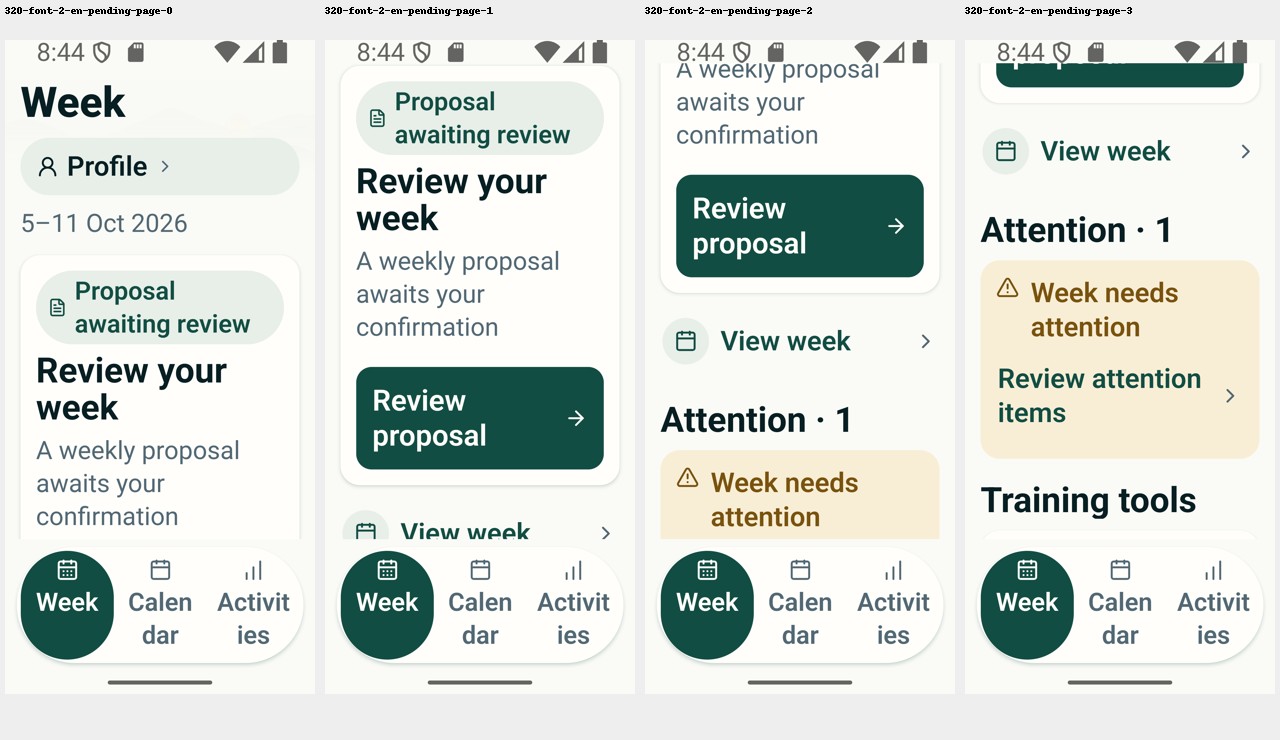 320-font-2-en-pending-page-0
8:44
Week
Profile
5–11 Oct 2026
Proposal
awaiting review
Review your
week
A weekly proposal
awaits your
confirmation
Week
Calen
dar
Activit
ies
320-font-2-en-pending-page-1
8:44
Proposal
awaiting review
Review your
week
A weekly proposal
awaits your
confirmation
Review
proposal
View week
Week
Calen
dar
Activit
ies
320-font-2-en-pending-page-2
8:44
A weekly proposal
awaits your
confirmation
Review
proposal
View week
Attention · 1
Week needs
attention
Week
Calen
dar
Activit
ies
320-font-2-en-pending-page-3
8:44
View week
Attention · 1
Week needs
attention
Review attention
items
Training tools
Week
Calen
dar
Activit
ies